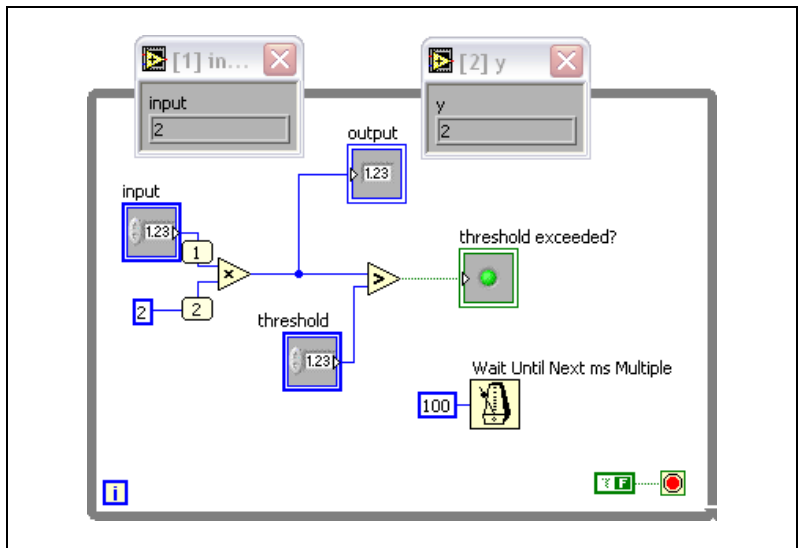 [1] in...
[2] y
input
2
y
2
output
1.23
input
1.23
1
threshold exceeded?
2
2
threshold
1.23
Wait Until Next ms Multiple
100
i
F